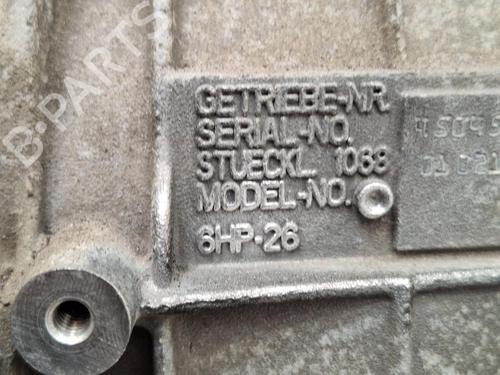 B-PARTS
GETRIEBE-NR.
SERIAL-NO.
STUECKL. 1068
MODEL-NO.
6HP-26